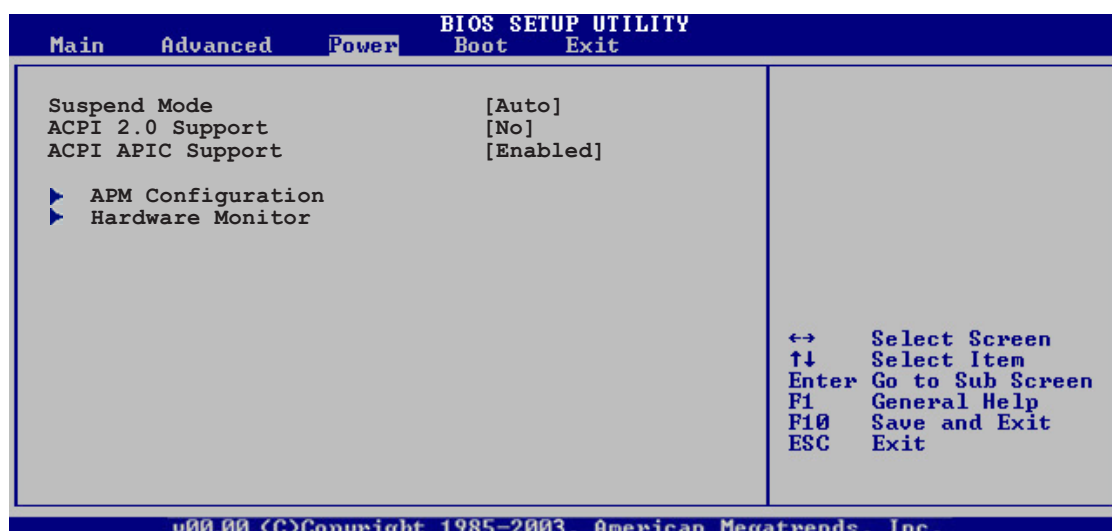 BIOS SETUP UTILITY
Main Advanced Power Boot Exit
Suspend Mode [Auto]
ACPI 2.0 Support [No]
ACPI APIC Support [Enabled]
APM Configuration
Hardware Monitor
←→ Select Screen
↑↓ Select Item
Enter Go to Sub Screen
F1 General Help
F10 Save and Exit
ESC Exit
v00.00 (C)Copyright 1985-2003, American Megatrends, Inc.